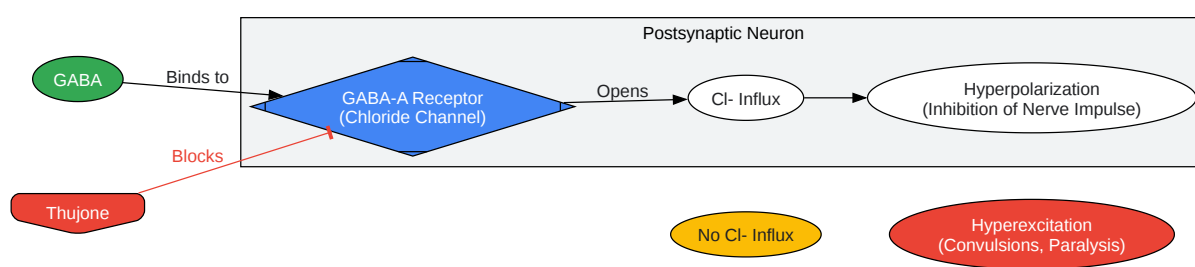 Postsynaptic Neuron
GABA
Binds to
GABA-A Receptor
(Chloride Channel)
Opens
Cl- Influx
Hyperpolarization
(Inhibition of Nerve Impulse)
Blocks
Thujone
No Cl- Influx
Hyperexcitation
(Convulsions, Paralysis)